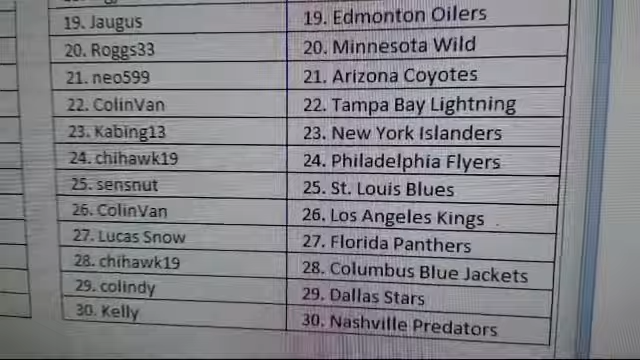 19. Jaugus 19. Edmonton Oilers
20. Roggs33 20. Minnesota Wild
21. neo599 21. Arizona Coyotes
22. ColinVan 22. Tampa Bay Lightning
23. Kabing13 23. New York Islanders
24. chihawk19 24. Philadelphia Flyers
25. sensnut 25. St. Louis Blues
26. ColinVan 26. Los Angeles Kings
27. Lucas Snow 27. Florida Panthers
28. chihawk19 28. Columbus Blue Jackets
29. colindy 29. Dallas Stars
30. Kelly 30. Nashville Predators